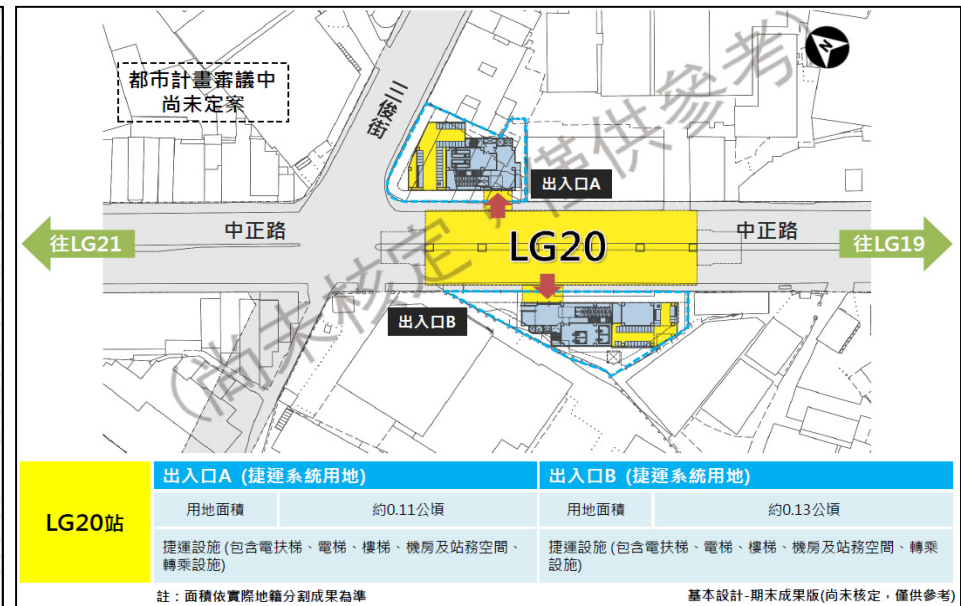 都市計畫審議中
尚未定案
三俊街
N
(尚未核定，僅供參考)
出入口A
往LG21
中正路
LG20
中正路
往LG19
出入口B
LG20站
出入口A (捷運系統用地)
出入口B (捷運系統用地)
用地面積
約0.11公頃
用地面積
約0.13公頃
捷運設施 (包含電扶梯、電梯、樓梯、機房及站務空間、
轉乘設施)
捷運設施 (包含電扶梯、電梯、樓梯、機房及站務空間、轉乘
設施)
註：面積依實際地籍分割成果為準
基本設計-期末成果版(尚未核定，僅供參考)